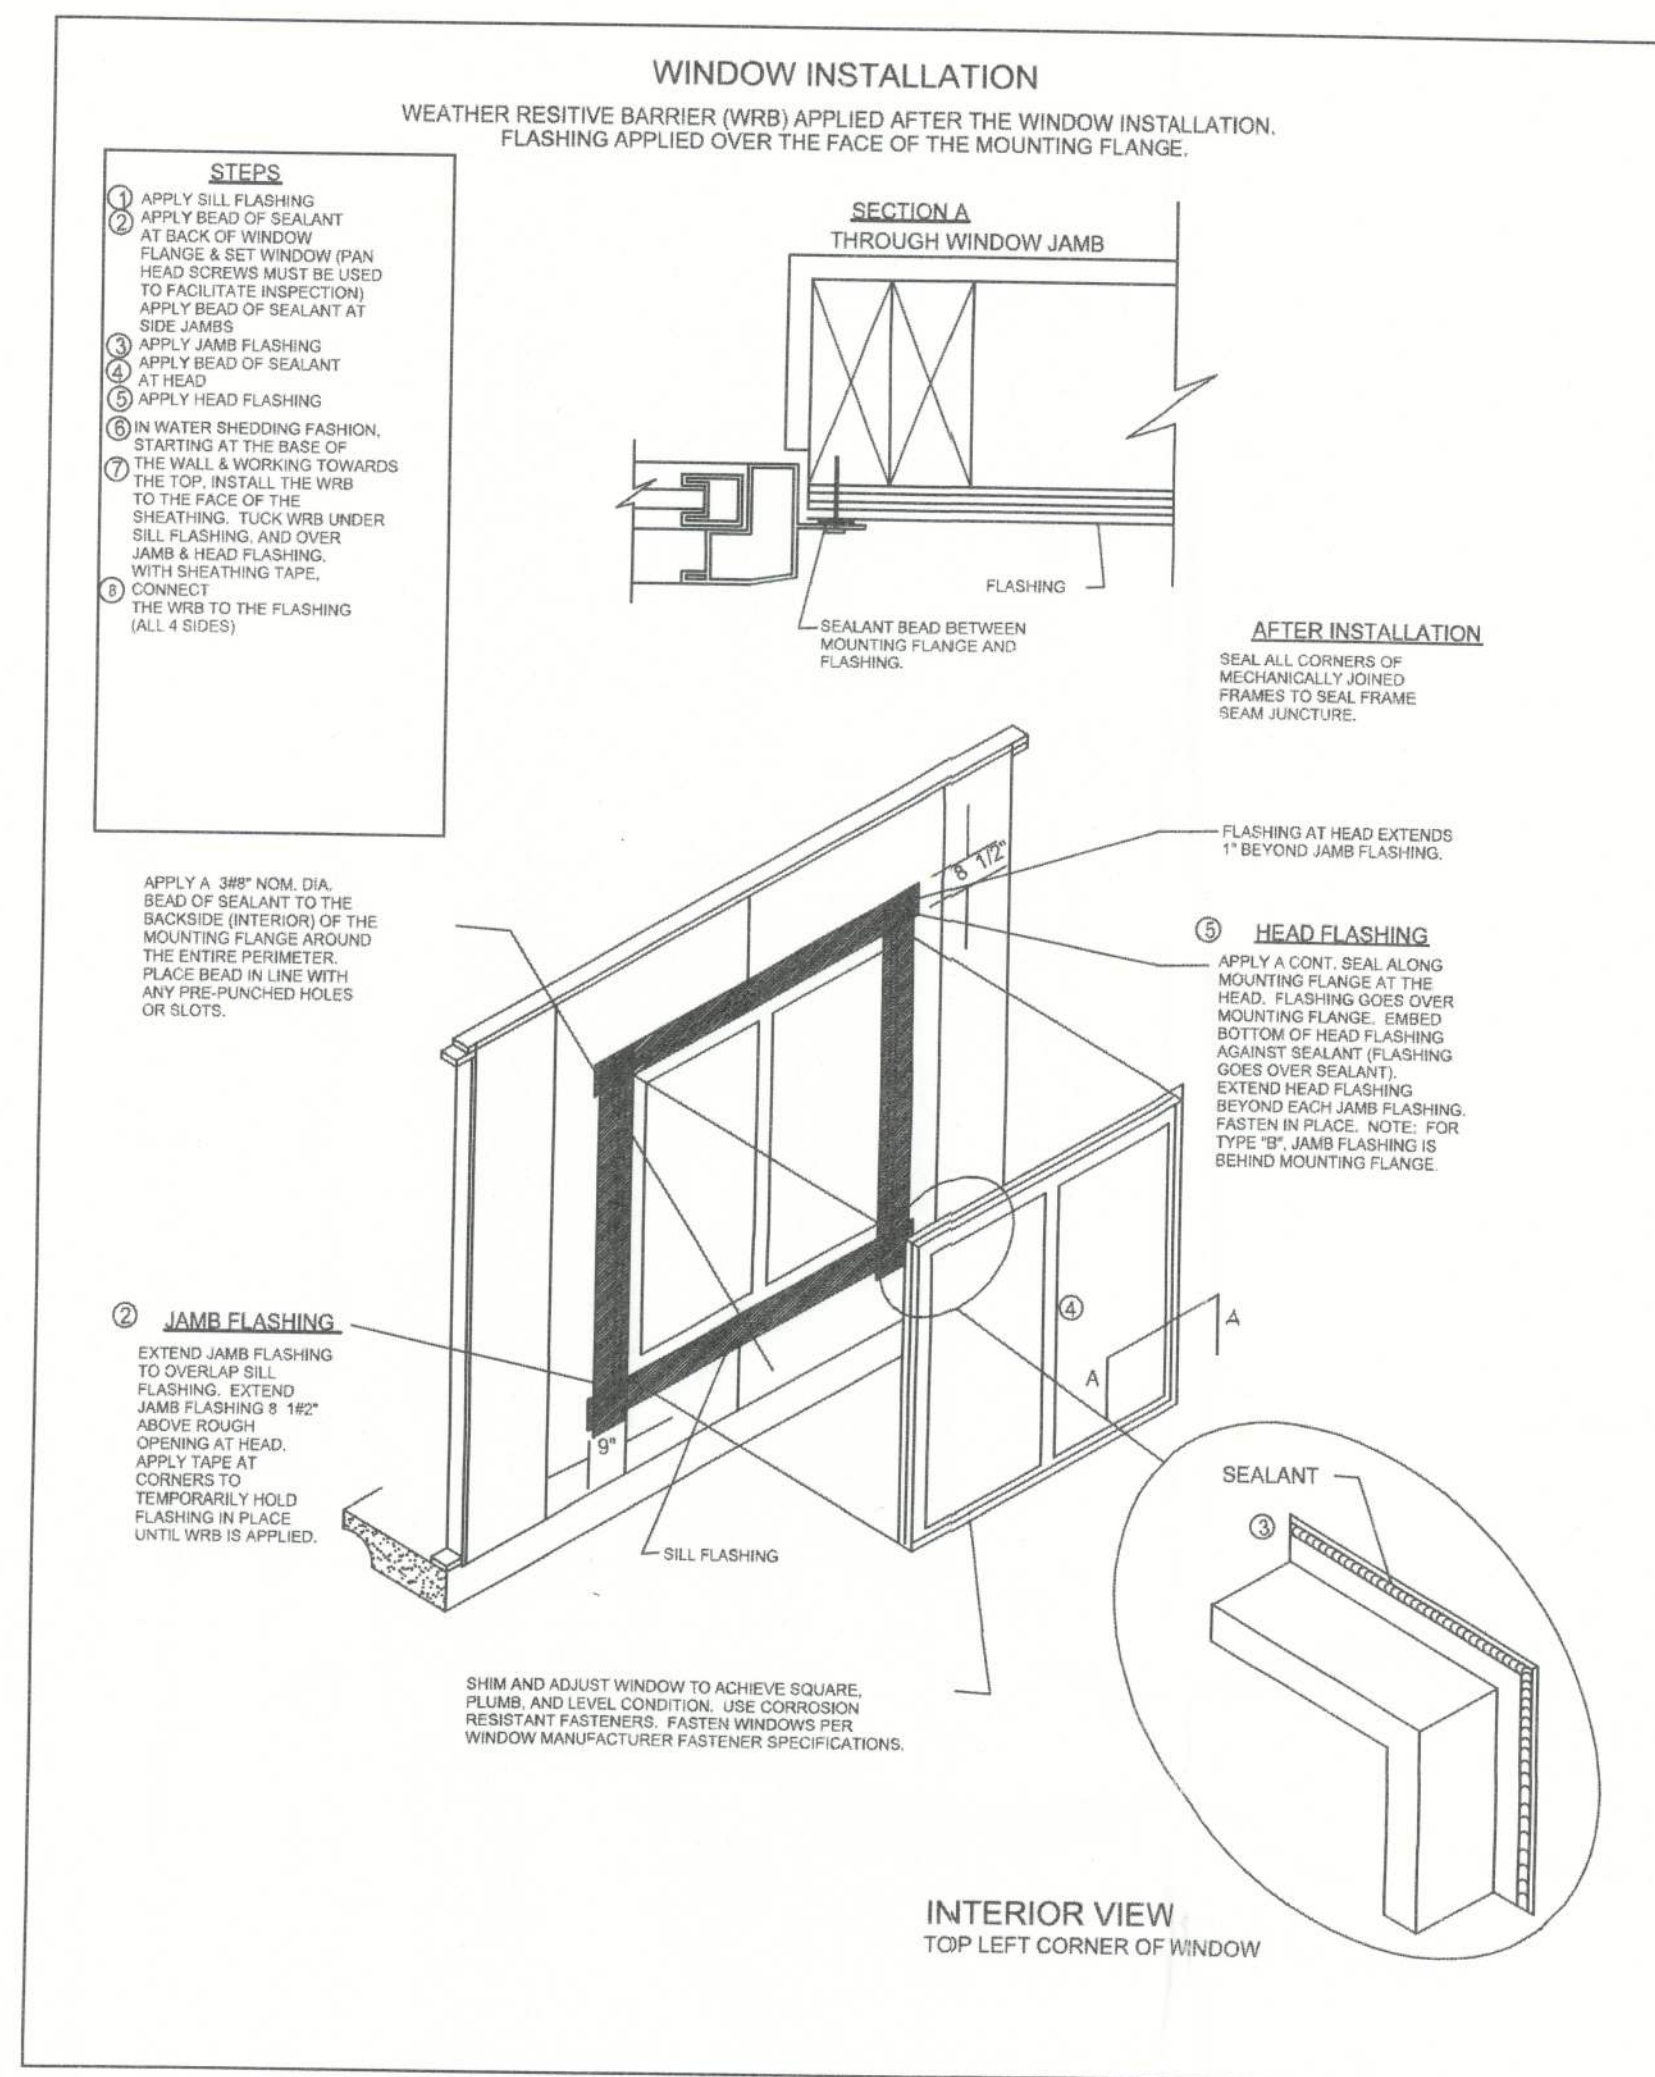 WINDOW INSTALLATION
WEATHER RESITIVE BARRIER (WRB) APPLIED AFTER THE WINDOW INSTALLATION.
FLASHING APPLIED OVER THE FACE OF THE MOUNTING FLANGE.
STEPS
1 APPLY SILL FLASHING
2 APPLY BEAD OF SEALANT
AT BACK OF WINDOW
FLANGE & SET WINDOW (PAN
HEAD SCREWS MUST BE USED
TO FACILITATE INSPECTION)
APPLY BEAD OF SEALANT AT
SIDE JAMBS
3 APPLY JAMB FLASHING
4 APPLY BEAD OF SEALANT
AT HEAD
5 APPLY HEAD FLASHING
6 IN WATER SHEDDING FASHION,
STARTING AT THE BASE OF
7 THE WALL & WORKING TOWARDS
THE TOP, INSTALL THE WRB
TO THE FACE OF THE
SHEATHING. TUCK WRB UNDER
SILL FLASHING, AND OVER
JAMB & HEAD FLASHING,
WITH SHEATHING TAPE,
8 CONNECT
THE WRB TO THE FLASHING
(ALL 4 SIDES)
SECTION A
THROUGH WINDOW JAMB
FLASHING
SEALANT BEAD BETWEEN
MOUNTING FLANGE AND
FLASHING.
AFTER INSTALLATION
SEAL ALL CORNERS OF
MECHANICALLY JOINED
FRAMES TO SEAL FRAME
SEAM JUNCTURE.
FLASHING AT HEAD EXTENDS
1" BEYOND JAMB FLASHING.
8 1/2"
APPLY A 3#8" NOM. DIA.
BEAD OF SEALANT TO THE
BACKSIDE (INTERIOR) OF THE
MOUNTING FLANGE AROUND
THE ENTIRE PERIMETER.
PLACE BEAD IN LINE WITH
ANY PRE-PUNCHED HOLES
OR SLOTS.
5 HEAD FLASHING
APPLY A CONT. SEAL ALONG
MOUNTING FLANGE AT THE
HEAD. FLASHING GOES OVER
MOUNTING FLANGE. EMBED
BOTTOM OF HEAD FLASHING
AGAINST SEALANT (FLASHING
GOES OVER SEALANT).
EXTEND HEAD FLASHING
BEYOND EACH JAMB FLASHING.
FASTEN IN PLACE. NOTE: FOR
TYPE "B", JAMB FLASHING IS
BEHIND MOUNTING FLANGE.
2 JAMB FLASHING
EXTEND JAMB FLASHING
TO OVERLAP SILL
FLASHING. EXTEND
JAMB FLASHING 8 1#2"
ABOVE ROUGH
OPENING AT HEAD.
APPLY TAPE AT
CORNERS TO
TEMPORARILY HOLD
FLASHING IN PLACE
UNTIL WRB IS APPLIED.
4
A
A
9"
SILL FLASHING
SEALANT
3
SHIM AND ADJUST WINDOW TO ACHIEVE SQUARE,
PLUMB, AND LEVEL CONDITION. USE CORROSION
RESISTANT FASTENERS. FASTEN WINDOWS PER
WINDOW MANUFACTURER FASTENER SPECIFICATIONS.
INTERIOR VIEW
TOP LEFT CORNER OF WINDOW